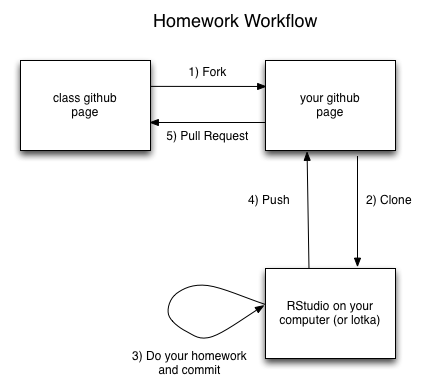 Homework Workflow
class github
page
1) Fork
your github
page
5) Pull Request
4) Push
2) Clone
RStudio on your
computer (or lotka)
3) Do your homework
and commit